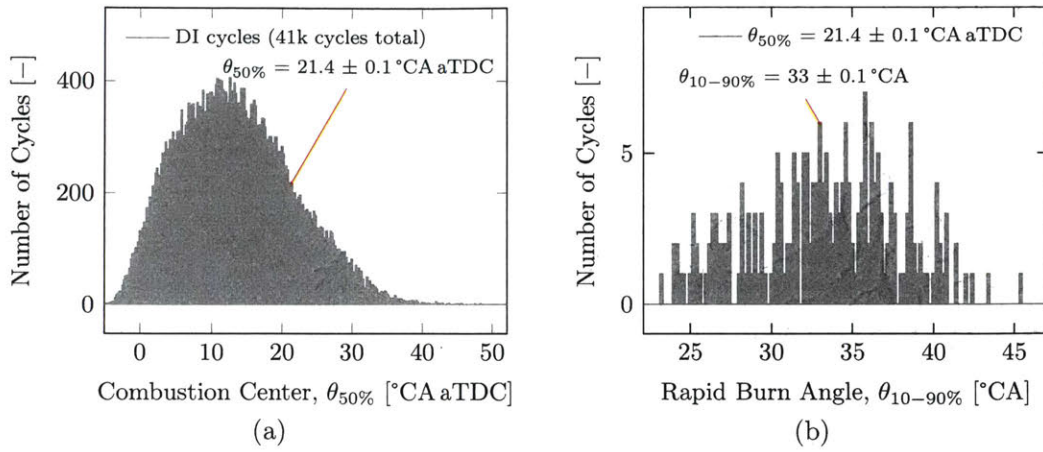 DI cycles (41k cycles total)
θ50% = 21.4 ± 0.1 °CA aTDC
400
200
0
Number of Cycles [−]
0 10 20 30 40 50
Combustion Center, θ50% [°CA aTDC]
(a)
θ50% = 21.4 ± 0.1 °CA aTDC
θ10−90% = 33 ± 0.1 °CA
5
0
Number of Cycles [−]
25 30 35 40 45
Rapid Burn Angle, θ10−90% [°CA]
(b)